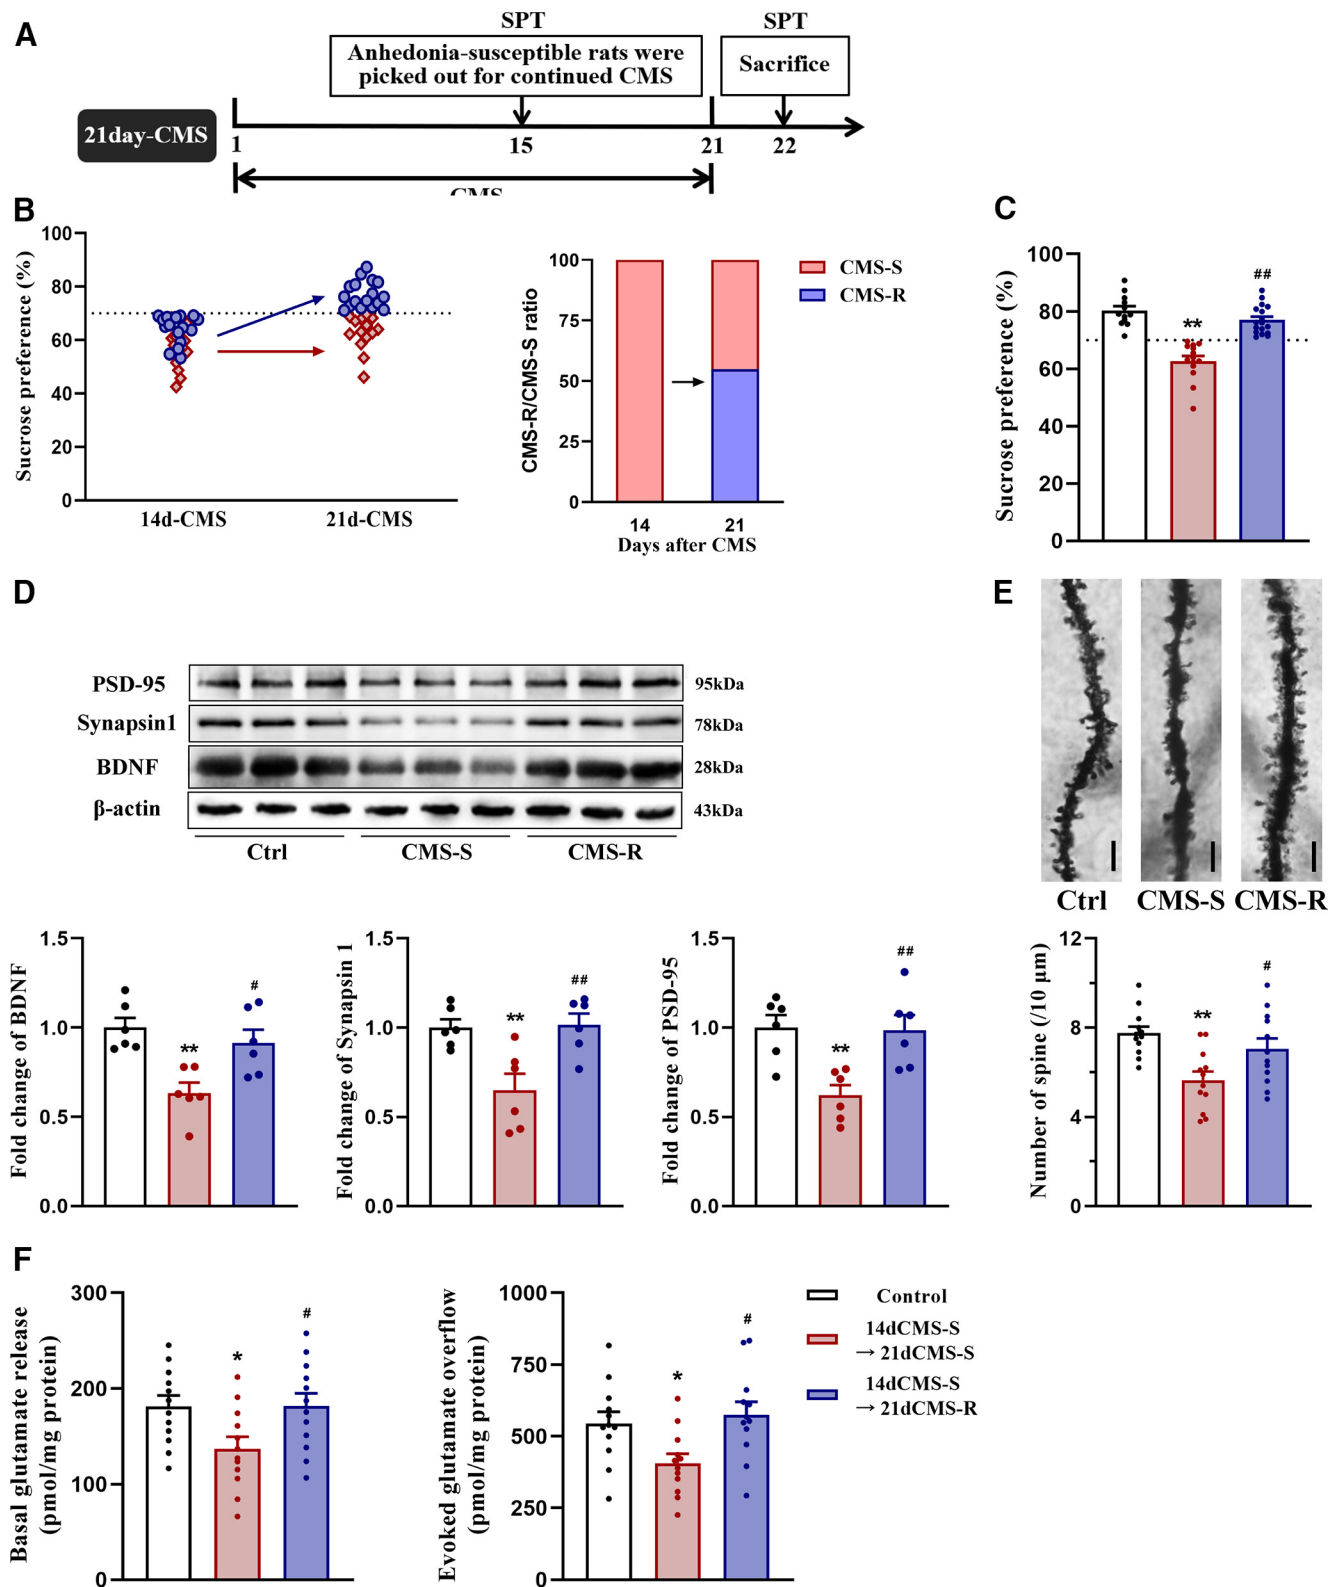 A
SPT
SPT
Anhedonia-susceptible rats were
picked out for continued CMS
Sacrifice
21day-CMS
1
15
21
22
CMS
B
Sucrose preference (%)
100
80
60
40
20
0
14d-CMS
21d-CMS
CMS-R/CMS-S ratio
100
75
50
25
0
14
21
Days after CMS
CMS-S
CMS-R
C
Sucrose preference (%)
100
80
60
40
20
0
**
##
D
PSD-95
95kDa
Synapsin1
78kDa
BDNF
28kDa
β-actin
43kDa
Ctrl
CMS-S
CMS-R
Fold change of BDNF
1.5
1.0
0.5
0.0
**
#
Fold change of Synapsin 1
1.5
1.0
0.5
0.0
**
##
Fold change of PSD-95
1.5
1.0
0.5
0.0
**
##
E
Ctrl
CMS-S
CMS-R
Number of spine (/10 μm)
12
8
4
0
**
#
F
Basal glutamate release
(pmol/mg protein)
300
200
100
0
*
#
Evoked glutamate overflow
(pmol/mg protein)
1000
750
500
250
0
*
#
Control
14dCMS-S
→ 21dCMS-S
14dCMS-S
→ 21dCMS-R